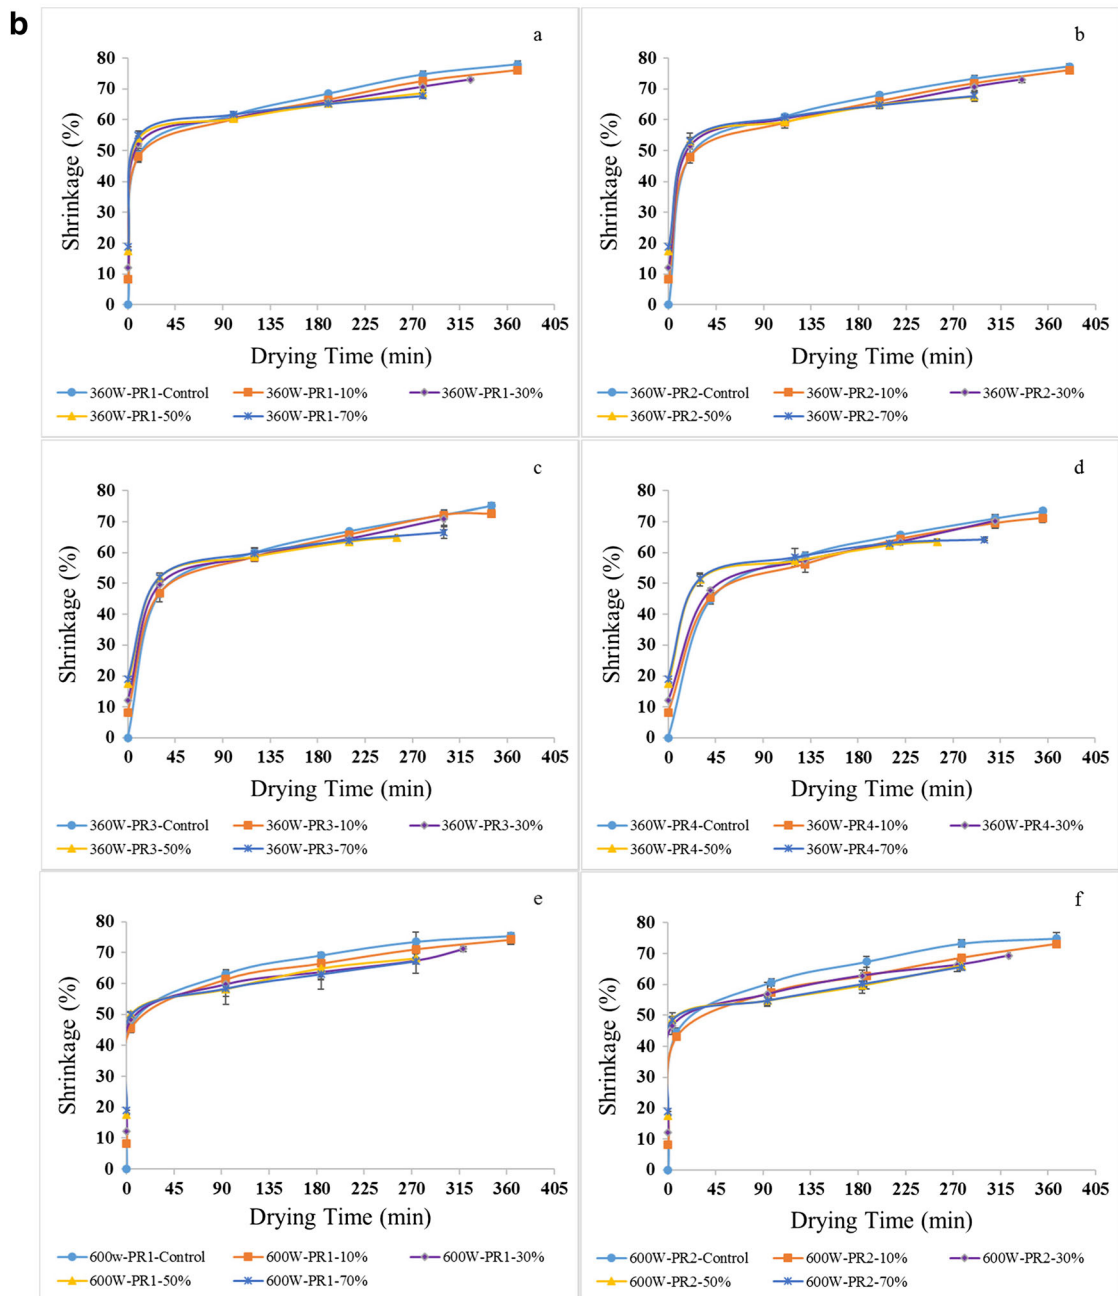 b
a
Shrinkage (%)
80
70
60
50
40
30
20
10
0
0 45 90 135 180 225 270 315 360 405
Drying Time (min)
360W-PR1-Control 360W-PR1-10% 360W-PR1-30%
360W-PR1-50% 360W-PR1-70%
b
Shrinkage (%)
80
70
60
50
40
30
20
10
0
0 45 90 135 180 225 270 315 360 405
Drying Time (min)
360W-PR2-Control 360W-PR2-10% 360W-PR2-30%
360W-PR2-50% 360W-PR2-70%
c
Shrinkage (%)
80
70
60
50
40
30
20
10
0
0 45 90 135 180 225 270 315 360 405
Drying Time (min)
360W-PR3-Control 360W-PR3-10% 360W-PR3-30%
360W-PR3-50% 360W-PR3-70%
d
Shrinkage (%)
80
70
60
50
40
30
20
10
0
0 45 90 135 180 225 270 315 360 405
Drying Time (min)
360W-PR4-Control 360W-PR4-10% 360W-PR4-30%
360W-PR4-50% 360W-PR4-70%
e
Shrinkage (%)
80
70
60
50
40
30
20
10
0
0 45 90 135 180 225 270 315 360 405
Drying Time (min)
600w-PR1-Control 600W-PR1-10% 600W-PR1-30%
600W-PR1-50% 600W-PR1-70%
f
Shrinkage (%)
80
70
60
50
40
30
20
10
0
0 45 90 135 180 225 270 315 360 405
Drying Time (min)
600W-PR2-Control 600W-PR2-10% 600W-PR2-30%
600W-PR2-50% 600W-PR2-70%